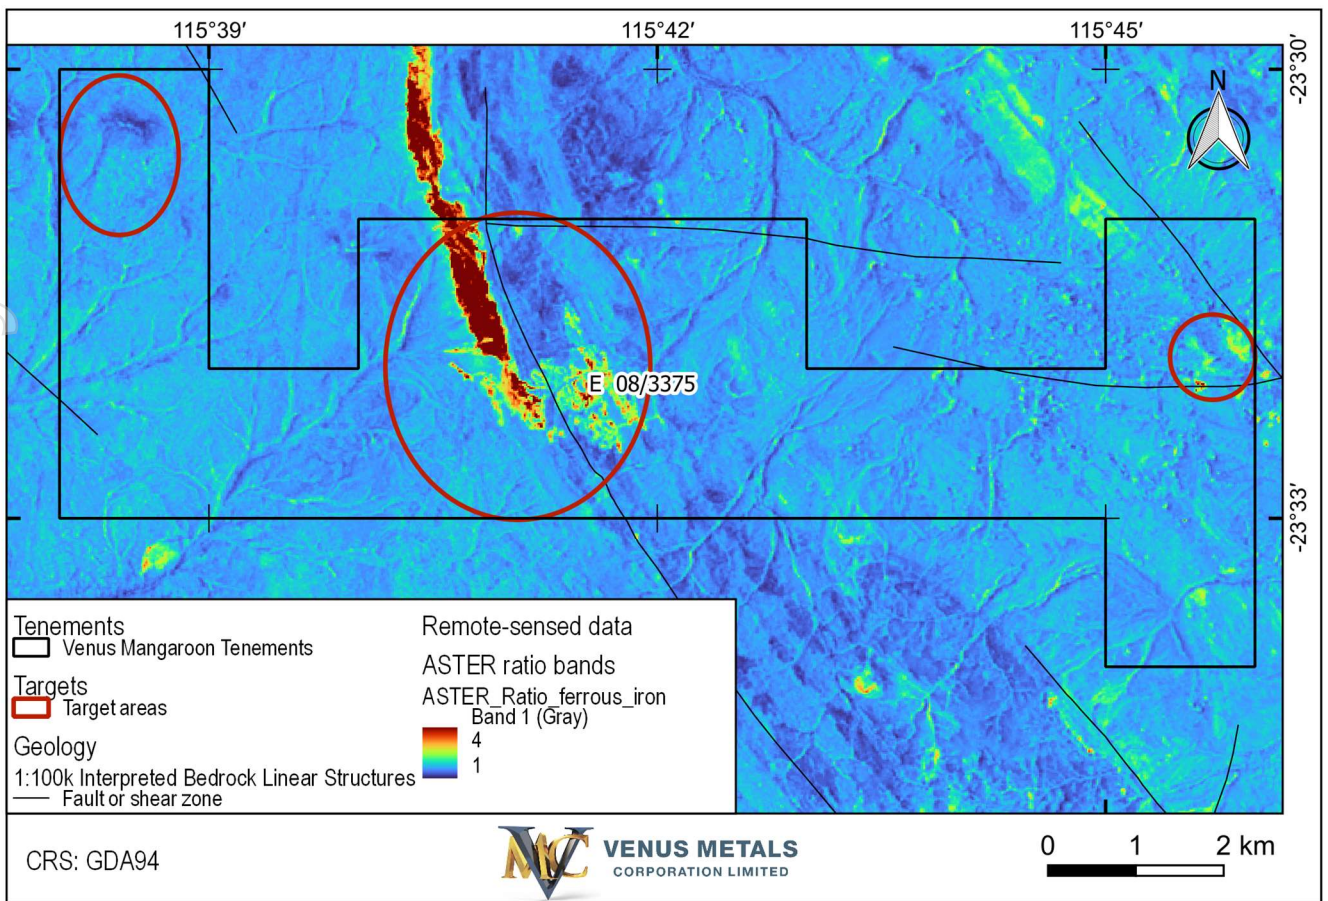 115°39′ 115°42′ 115°45′
-23°30′
N
E 08/3375
-23°33′
Tenements
Venus Mangaroon Tenements
Targets
Target areas
Geology
1:100k Interpreted Bedrock Linear Structures
Fault or shear zone
Remote-sensed data
ASTER ratio bands
ASTER_Ratio_ferrous_iron
Band 1 (Gray)
4
1
CRS: GDA94
VMC
VENUS METALS
CORPORATION LIMITED
0 1 2 km